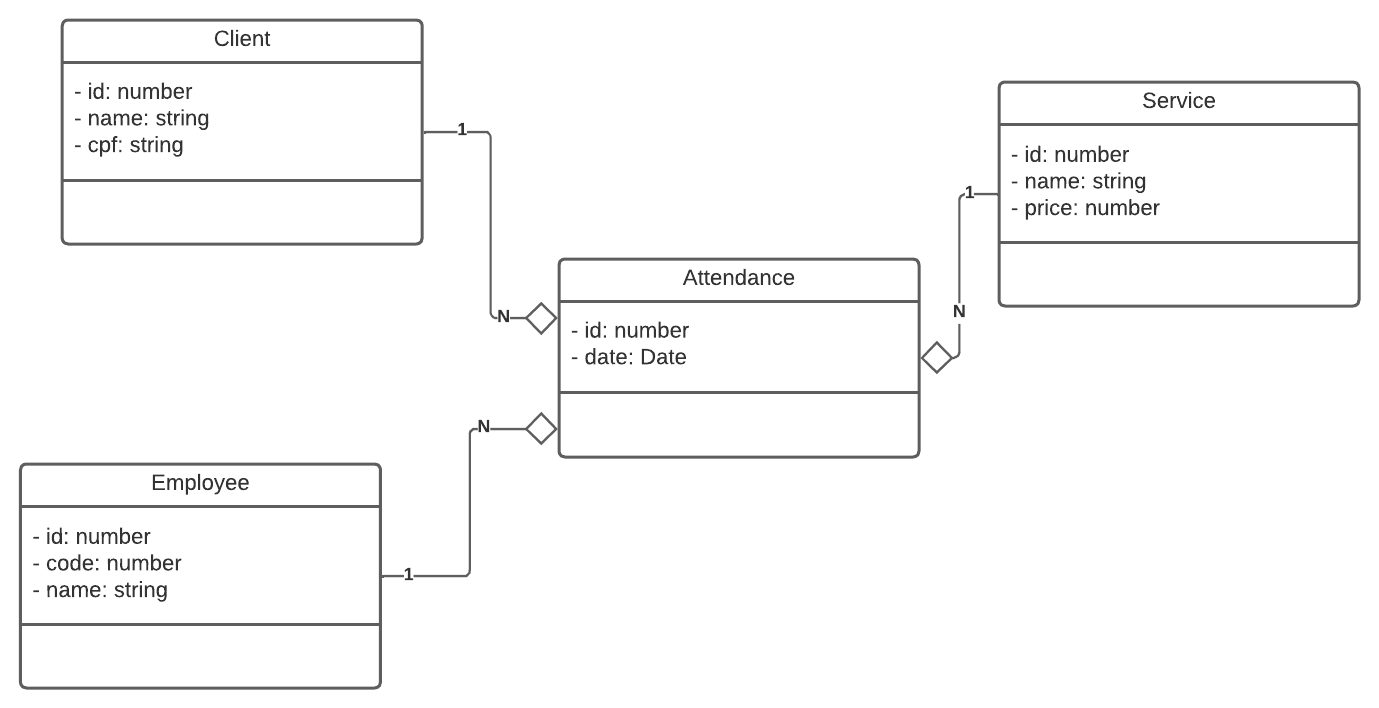 Client
- id: number
- name: string
- cpf: string
1
N
Service
- id: number
- name: string
- price: number
1
N
Attendance
- id: number
- date: Date
N
1
Employee
- id: number
- code: number
- name: string